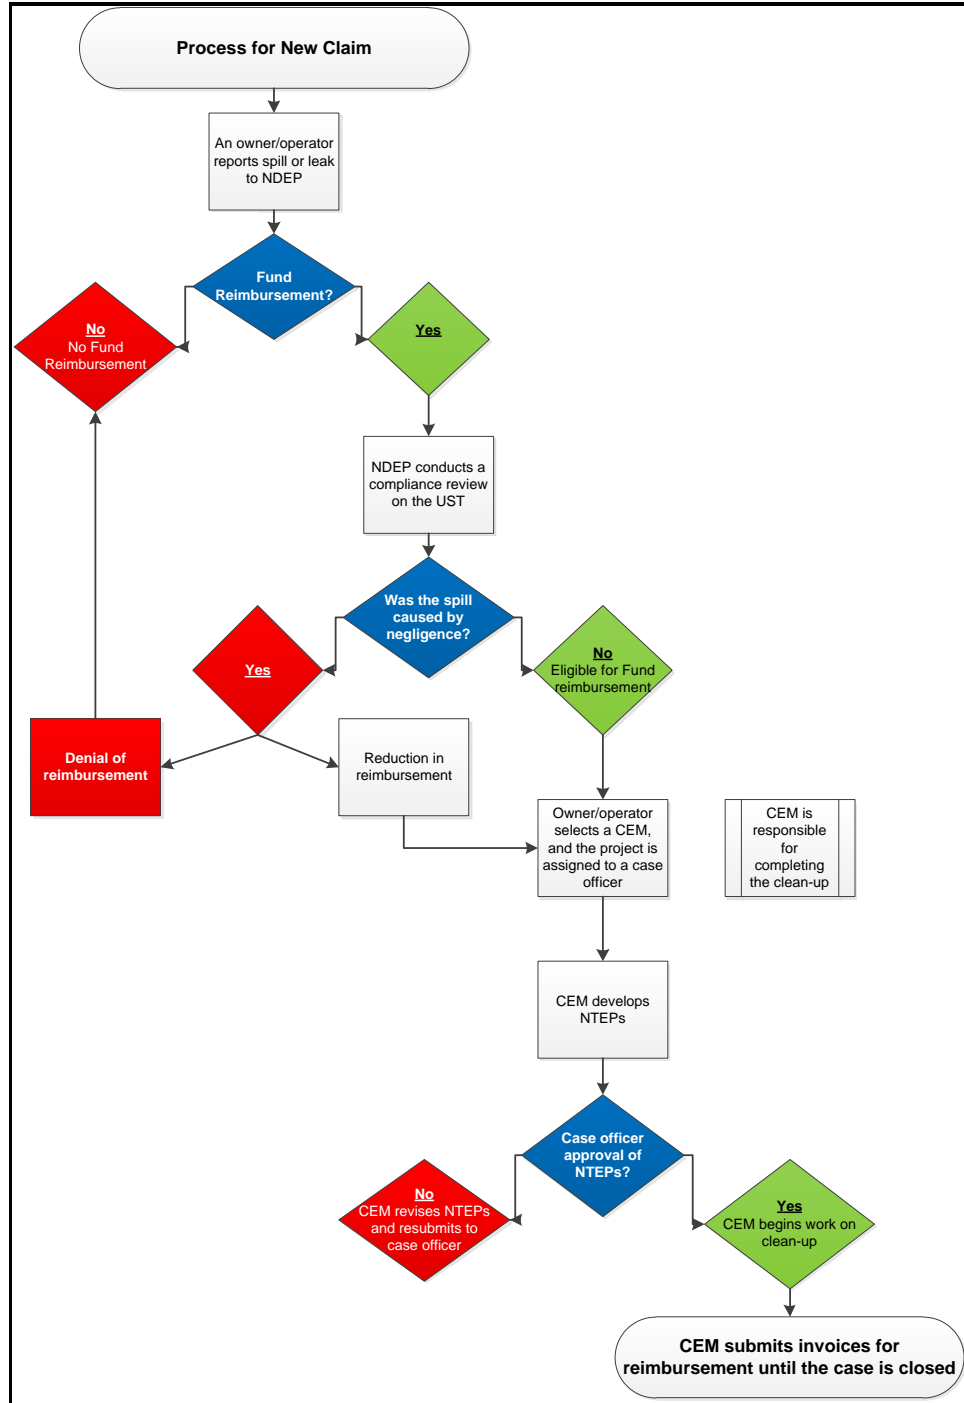 Process for New Claim
An owner/operator
reports spill or leak
to NDEP
Fund
Reimbursement?
No
No Fund
Reimbursement
Yes
NDEP conducts a
compliance review
on the UST
Was the spill
caused by
negligence?
Yes
No
Eligible for Fund
reimbursement
Denial of
reimbursement
Reduction in
reimbursement
Owner/operator
selects a CEM,
and the project is
assigned to a case
officer
CEM is
responsible
for
completing
the clean-up
CEM develops
NTEPs
Case officer
approval of
NTEPs?
No
CEM revises NTEPs
and resubmits to
case officer
Yes
CEM begins work on
clean-up
CEM submits invoices for
reimbursement until the case is closed